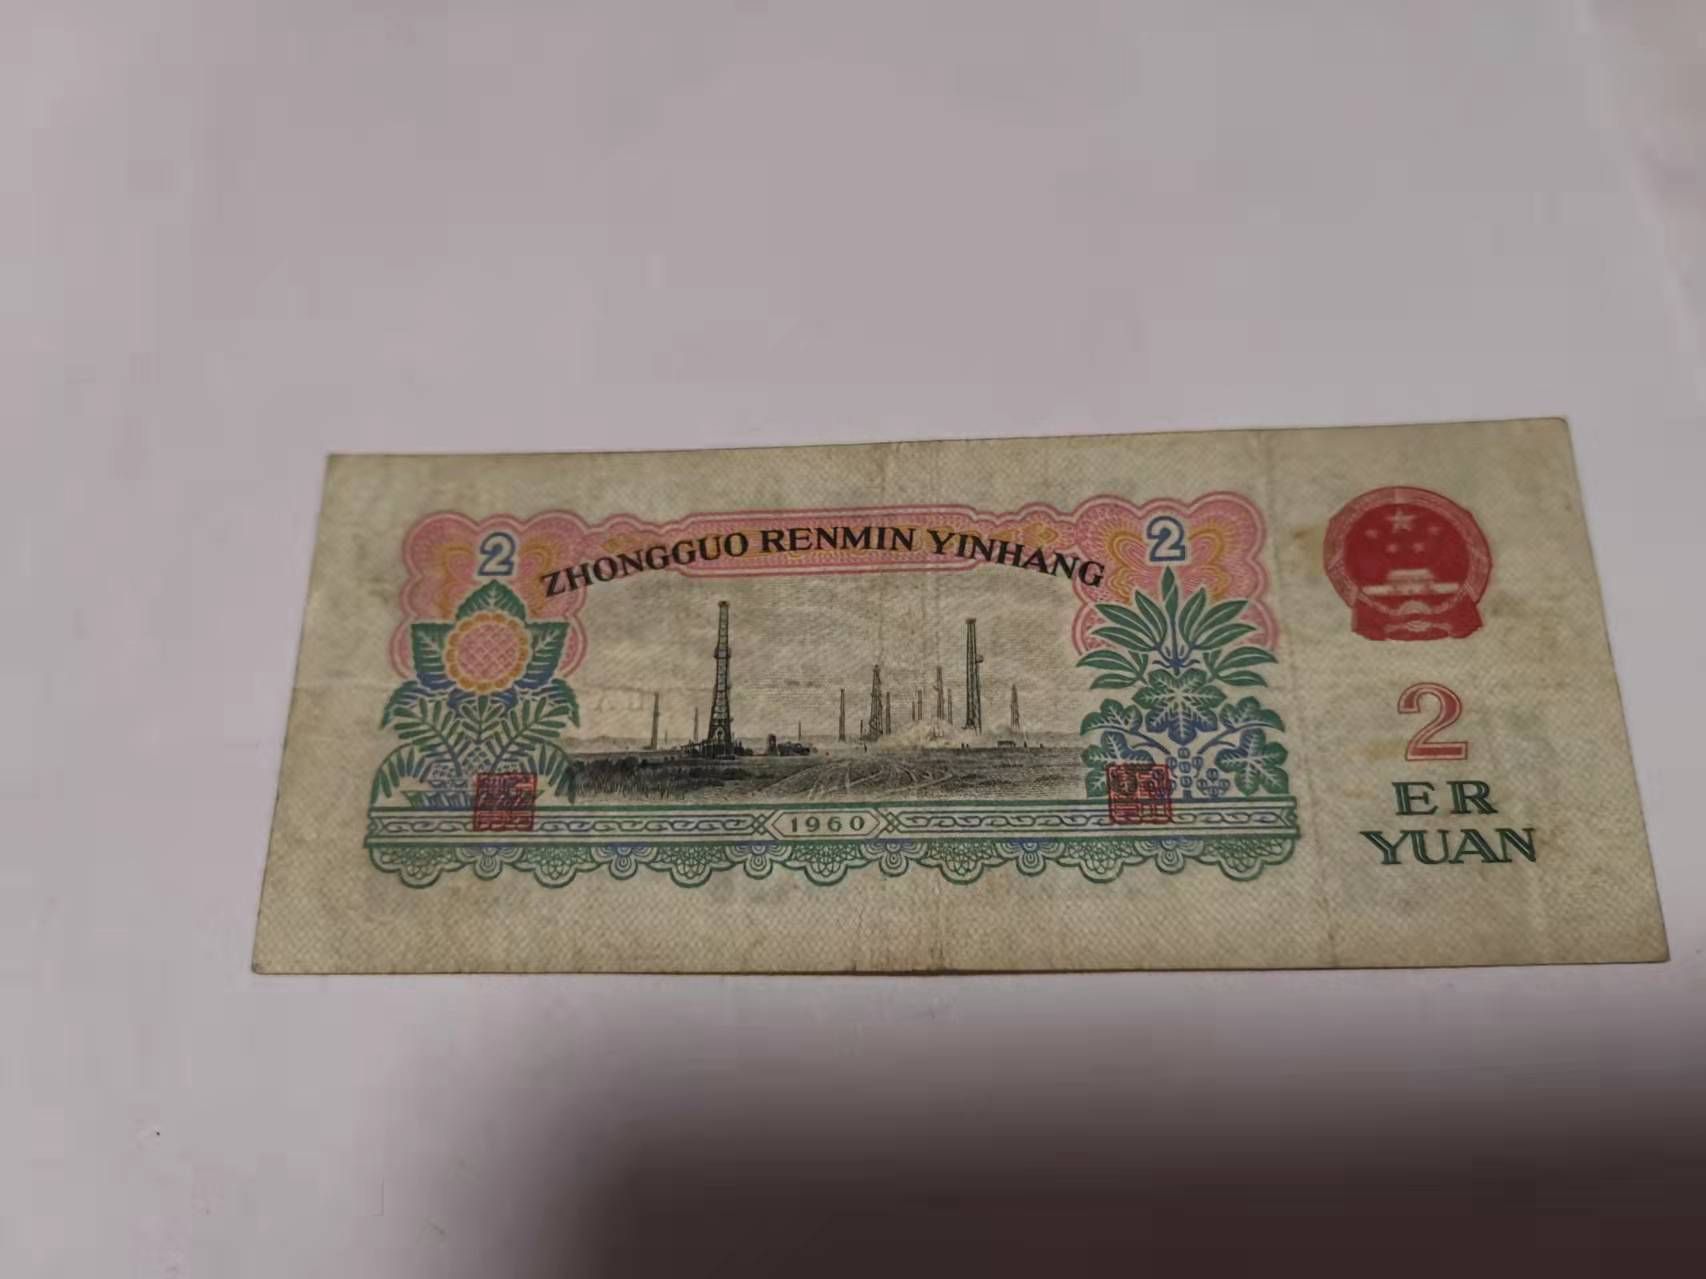 ZHONGGUO RENMIN YINHANG
2
2
1960
2
ER
YUAN